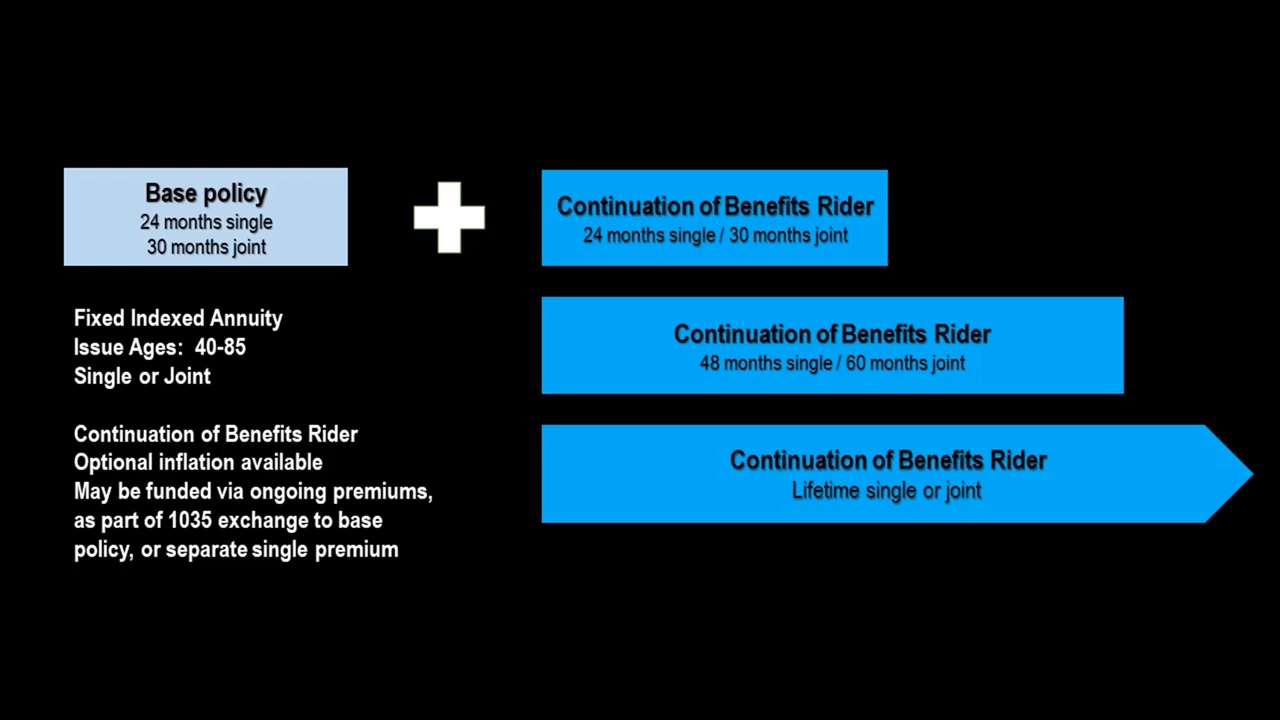 Base policy
24 months single
30 months joint
Continuation of Benefits Rider
24 months single / 30 months joint
Continuation of Benefits Rider
48 months single / 60 months joint
Continuation of Benefits Rider
Lifetime single or joint
Fixed Indexed Annuity
Issue Ages:  40-85
Single or Joint
Continuation of Benefits Rider
Optional inflation available
May be funded via ongoing premiums,
as part of 1035 exchange to base
policy, or separate single premium